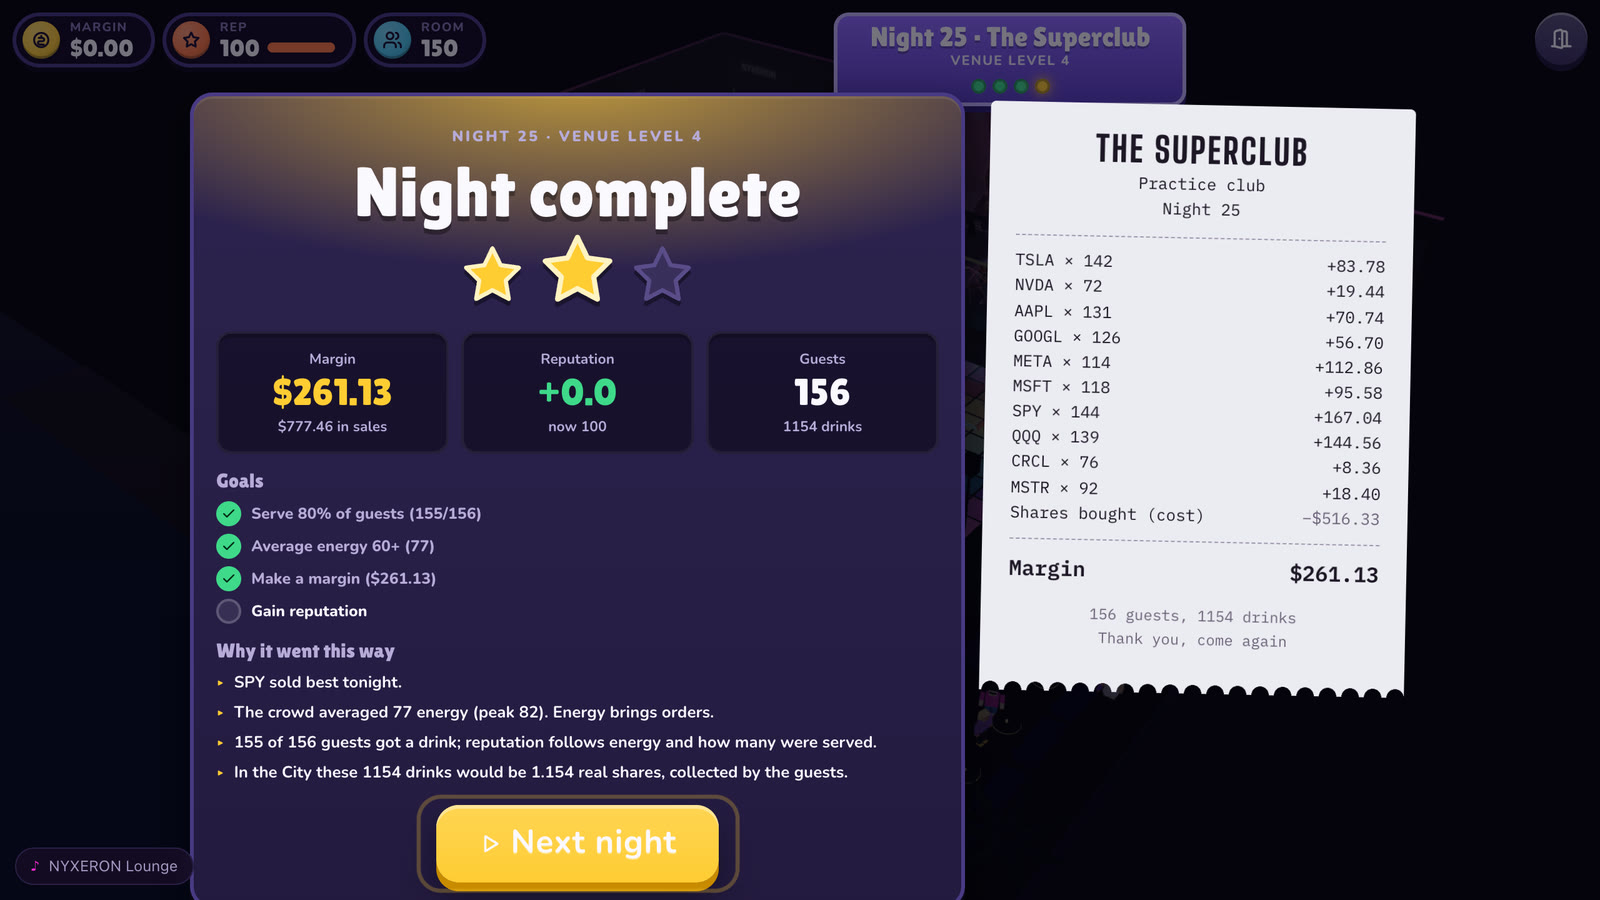 MARGIN
$0.00
REP
100
ROOM
150
Night 25 · The Superclub
VENUE LEVEL 4
NIGHT 25 · VENUE LEVEL 4
Night complete
Margin
$261.13
$777.46 in sales
Reputation
+0.0
now 100
Guests
156
1154 drinks
Goals
Serve 80% of guests (155/156)
Average energy 60+ (77)
Make a margin ($261.13)
Gain reputation
Why it went this way
SPY sold best tonight.
The crowd averaged 77 energy (peak 82). Energy brings orders.
155 of 156 guests got a drink; reputation follows energy and how many were served.
In the City these 1154 drinks would be 1.154 real shares, collected by the guests.
Next night
THE SUPERCLUB
Practice club
Night 25
TSLA × 142 +83.78
NVDA × 72 +19.44
AAPL × 131 +70.74
GOOGL × 126 +56.70
META × 114 +112.86
MSFT × 118 +95.58
SPY × 144 +167.04
QQQ × 139 +144.56
CRCL × 76 +8.36
MSTR × 92 +18.40
Shares bought (cost) −$516.33
Margin $261.13
156 guests, 1154 drinks
Thank you, come again
♪ NYXERON Lounge